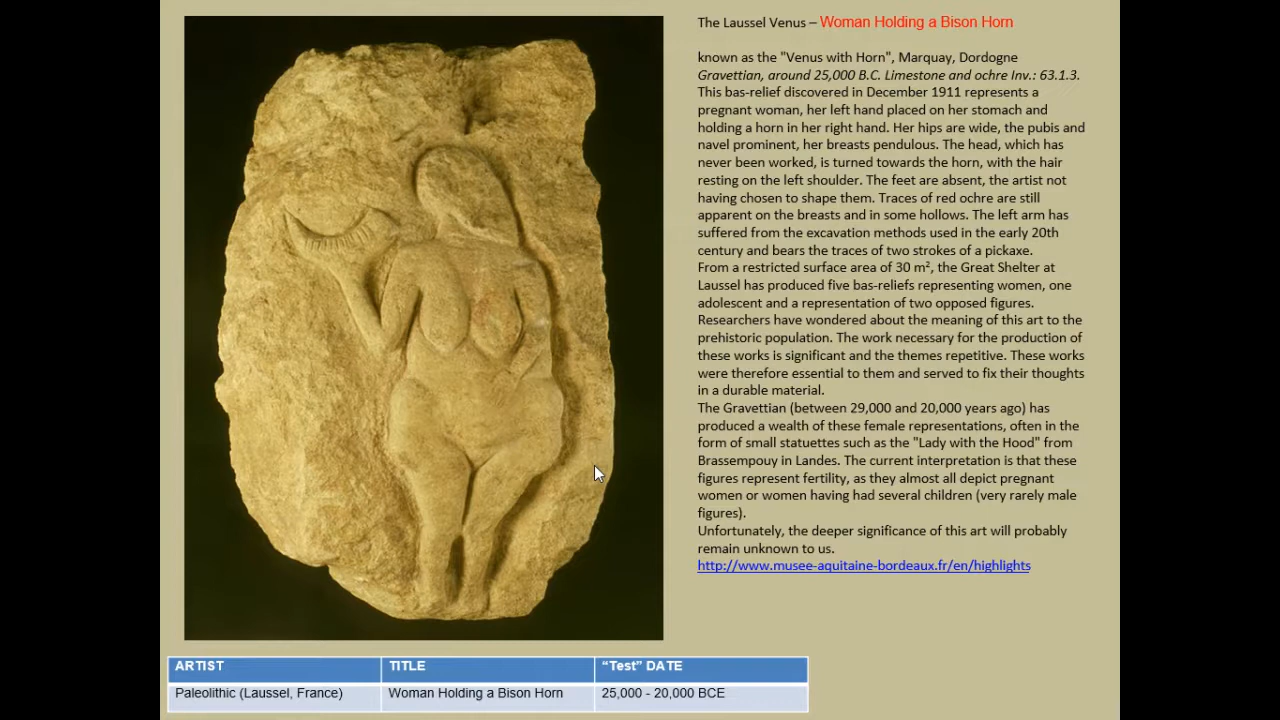 The Laussel Venus – Woman Holding a Bison Horn
known as the "Venus with Horn", Marquay, Dordogne
Gravettian, around 25,000 B.C. Limestone and ochre Inv.: 63.1.3.
This bas-relief discovered in December 1911 represents a
pregnant woman, her left hand placed on her stomach and
holding a horn in her right hand. Her hips are wide, the pubis and
navel prominent, her breasts pendulous. The head, which has
never been worked, is turned towards the horn, with the hair
resting on the left shoulder. The feet are absent, the artist not
having chosen to shape them. Traces of red ochre are still
apparent on the breasts and in some hollows. The left arm has
suffered from the excavation methods used in the early 20th
century and bears the traces of two strokes of a pickaxe.
From a restricted surface area of 30 m², the Great Shelter at
Laussel has produced five bas-reliefs representing women, one
adolescent and a representation of two opposed figures.
Researchers have wondered about the meaning of this art to the
prehistoric population. The work necessary for the production of
these works is significant and the themes repetitive. These works
were therefore essential to them and served to fix their thoughts
in a durable material.
The Gravettian (between 29,000 and 20,000 years ago) has
produced a wealth of these female representations, often in the
form of small statuettes such as the "Lady with the Hood" from
Brassempouy in Landes. The current interpretation is that these
figures represent fertility, as they almost all depict pregnant
women or women having had several children (very rarely male
figures).
Unfortunately, the deeper significance of this art will probably
remain unknown to us.
http://www.musee-aquitaine-bordeaux.fr/en/highlights
ARTIST TITLE “Test” DATE
Paleolithic (Laussel, France) Woman Holding a Bison Horn 25,000 - 20,000 BCE